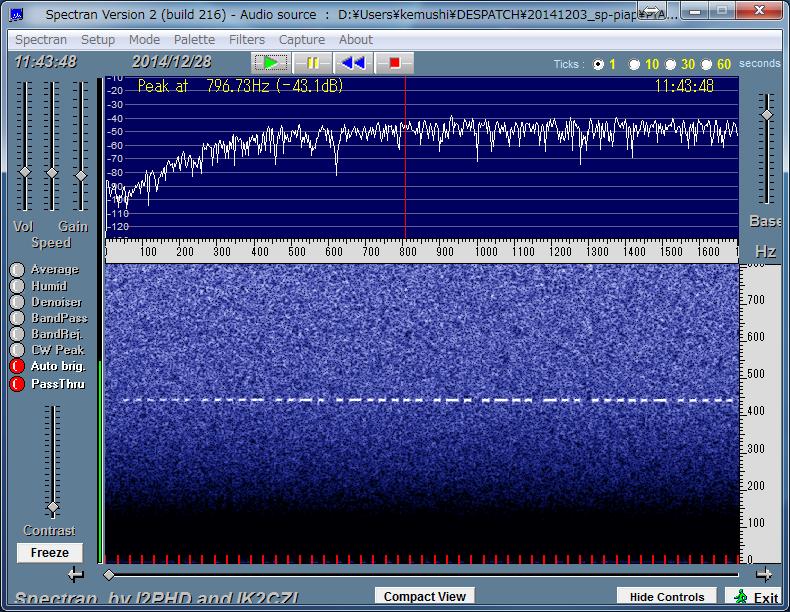 Spectran Version 2 (build 216) - Audio source : D:¥Users¥kemushi¥DESPATCH¥20141203_sp-piap¥
Spectran Setup Mode Palette Filters Capture About
11:43:48 2014/12/28 Ticks : 1 10 30 60 seconds
Peak at 796.73Hz (-43.1dB) 11:43:48
-10
-20
-30
-40
-50
-60
-70
-80
-90
-100
-110
-120
Vol Gain
Speed
Base
100 200 300 400 500 600 700 800 900 1000 1100 1200 1300 1400 1500 1600
Hz
Average
Humid
Denoiser
BandPass
BandRej.
CW Peak
Auto brig.
PassThru
700
600
500
400
300
200
100
0
Contrast
Freeze
Spectran by I2PHD and IK2CZL
Compact View
Hide Controls
Exit